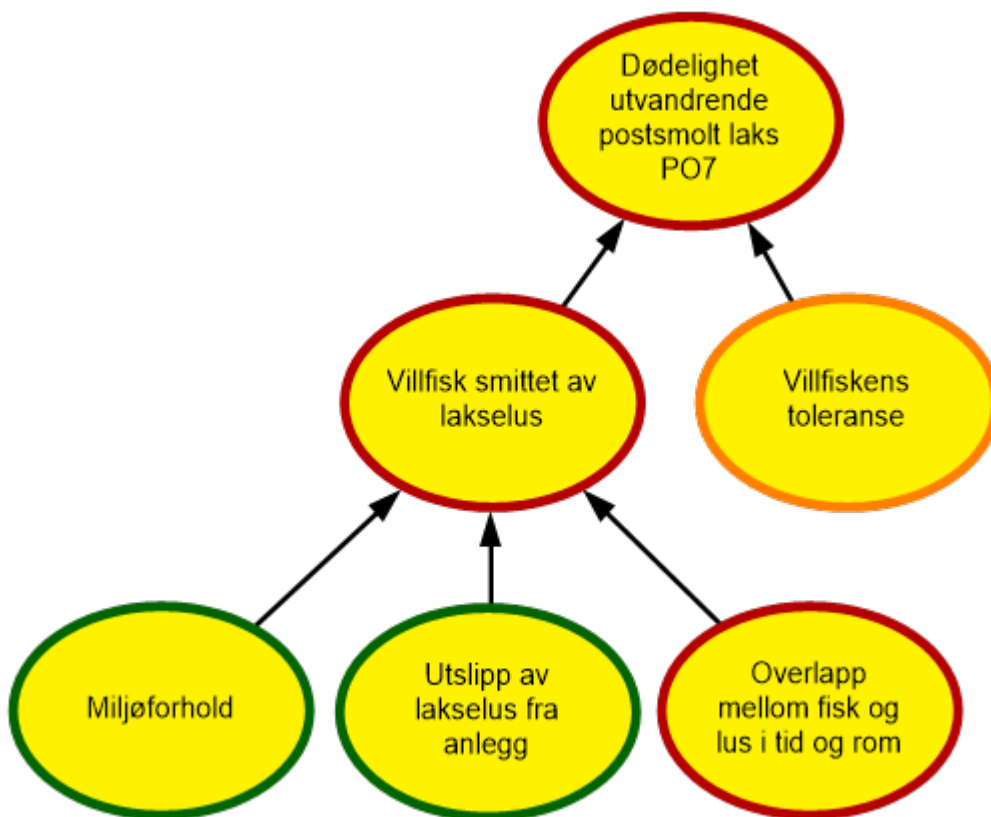 Dødelighet
utvandrende
postsmolt laks
PO7
Villfisk smittet av
lakselus
Villfiskens
toleranse
Miljøforhold
Utslipp av
lakselus fra
anlegg
Overlapp
mellom fisk og
lus i tid og rom